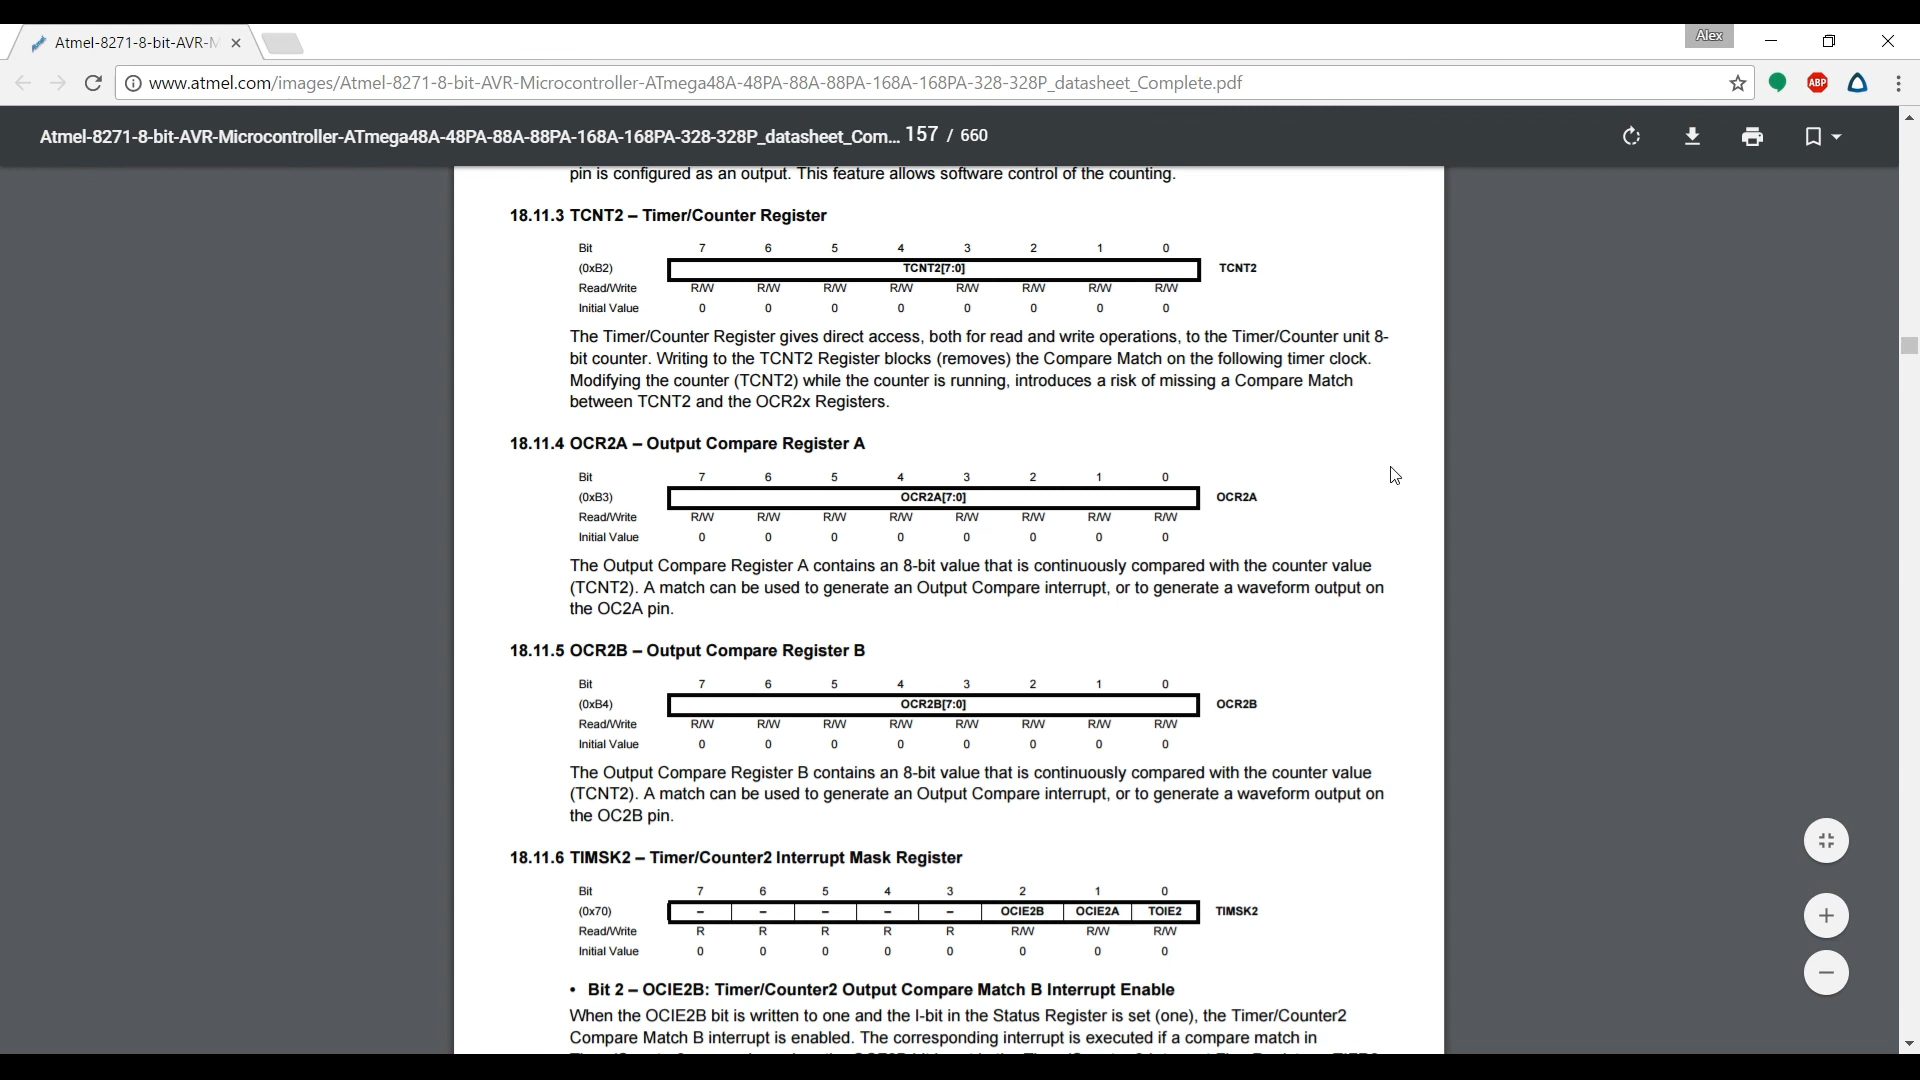 Atmel-8271-8-bit-AVR-M
Alex
www.atmel.com/images/Atmel-8271-8-bit-AVR-Microcontroller-ATmega48A-48PA-88A-88PA-168A-168PA-328-328P_datasheet_Complete.pdf
ABP
Atmel-8271-8-bit-AVR-Microcontroller-ATmega48A-48PA-88A-88PA-168A-168PA-328-328P_datasheet_Com... 157 / 660
pin is configured as an output. This feature allows software control of the counting.
18.11.3 TCNT2 – Timer/Counter Register
Bit 7 6 5 4 3 2 1 0
(0xB2) TCNT2[7:0] TCNT2
Read/Write R/W R/W R/W R/W R/W R/W R/W R/W
Initial Value 0 0 0 0 0 0 0 0
The Timer/Counter Register gives direct access, both for read and write operations, to the Timer/Counter unit 8-
bit counter. Writing to the TCNT2 Register blocks (removes) the Compare Match on the following timer clock.
Modifying the counter (TCNT2) while the counter is running, introduces a risk of missing a Compare Match
between TCNT2 and the OCR2x Registers.
18.11.4 OCR2A – Output Compare Register A
Bit 7 6 5 4 3 2 1 0
(0xB3) OCR2A[7:0] OCR2A
Read/Write R/W R/W R/W R/W R/W R/W R/W R/W
Initial Value 0 0 0 0 0 0 0 0
The Output Compare Register A contains an 8-bit value that is continuously compared with the counter value
(TCNT2). A match can be used to generate an Output Compare interrupt, or to generate a waveform output on
the OC2A pin.
18.11.5 OCR2B – Output Compare Register B
Bit 7 6 5 4 3 2 1 0
(0xB4) OCR2B[7:0] OCR2B
Read/Write R/W R/W R/W R/W R/W R/W R/W R/W
Initial Value 0 0 0 0 0 0 0 0
The Output Compare Register B contains an 8-bit value that is continuously compared with the counter value
(TCNT2). A match can be used to generate an Output Compare interrupt, or to generate a waveform output on
the OC2B pin.
18.11.6 TIMSK2 – Timer/Counter2 Interrupt Mask Register
Bit 7 6 5 4 3 2 1 0
(0x70) – – – – – OCIE2B OCIE2A TOIE2 TIMSK2
Read/Write R R R R R R/W R/W R/W
Initial Value 0 0 0 0 0 0 0 0
• Bit 2 – OCIE2B: Timer/Counter2 Output Compare Match B Interrupt Enable
When the OCIE2B bit is written to one and the I-bit in the Status Register is set (one), the Timer/Counter2
Compare Match B interrupt is enabled. The corresponding interrupt is executed if a compare match in